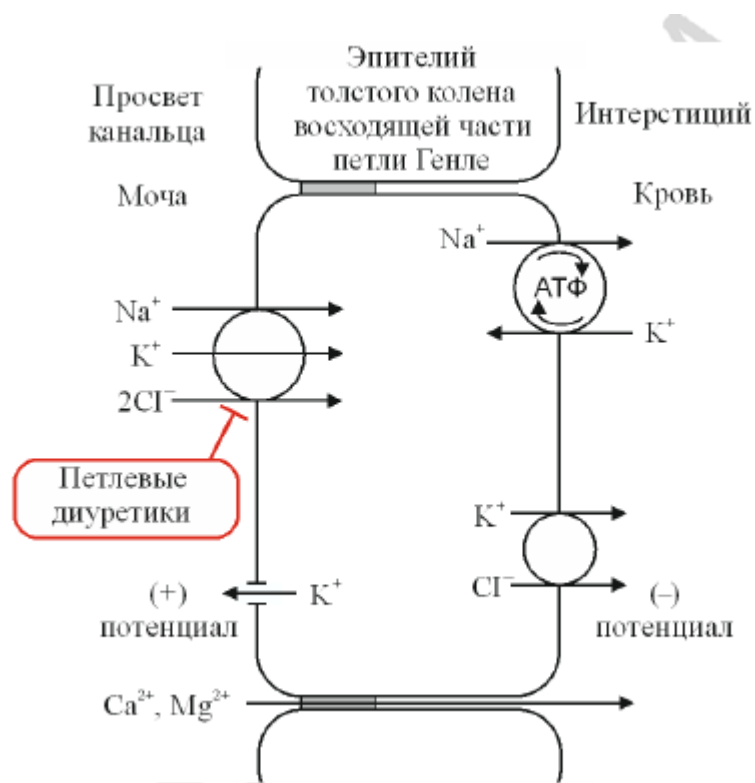 Эпителий
толстого колена
восходящей части
петли Генле
Просвет
канальца
Интерстиций
Моча
Кровь
Na⁺
АТФ
K⁺
Na⁺
K⁺
2Cl⁻
Петлевые
диуретики
K⁺
Cl⁻
K⁺
(+)
потенциал
(–)
потенциал
Ca²⁺, Mg²⁺